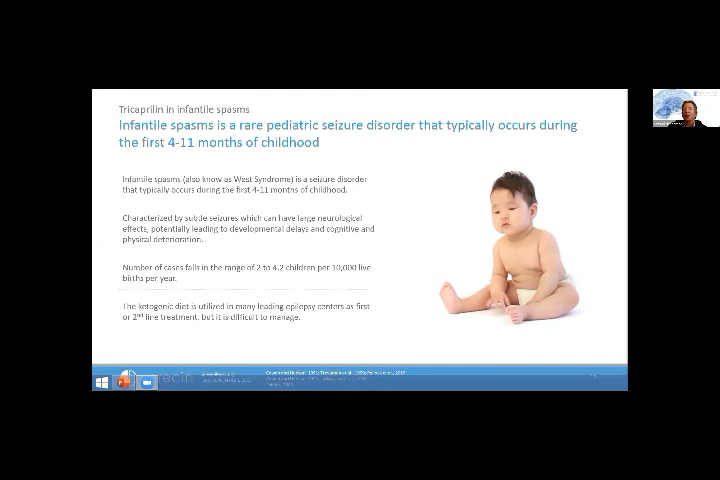 Tricaprilin in infantile spasms
Infantile spasms is a rare pediatric seizure disorder that typically occurs during
the first 4-11 months of childhood
Infantile spasms (also know as West Syndrome) is a seizure disorder
that typically occurs during the first 4-11 months of childhood.
Characterized by subtle seizures which can have large neurological
effects, potentially leading to developmental delays and cognitive and
physical deterioration.
Number of cases falls in the range of 2 to 4.2 children per 10,000 live
births per year.
The ketogenic diet is utilized in many leading epilepsy centers as first
or 2nd line treatment, but it is difficult to manage.